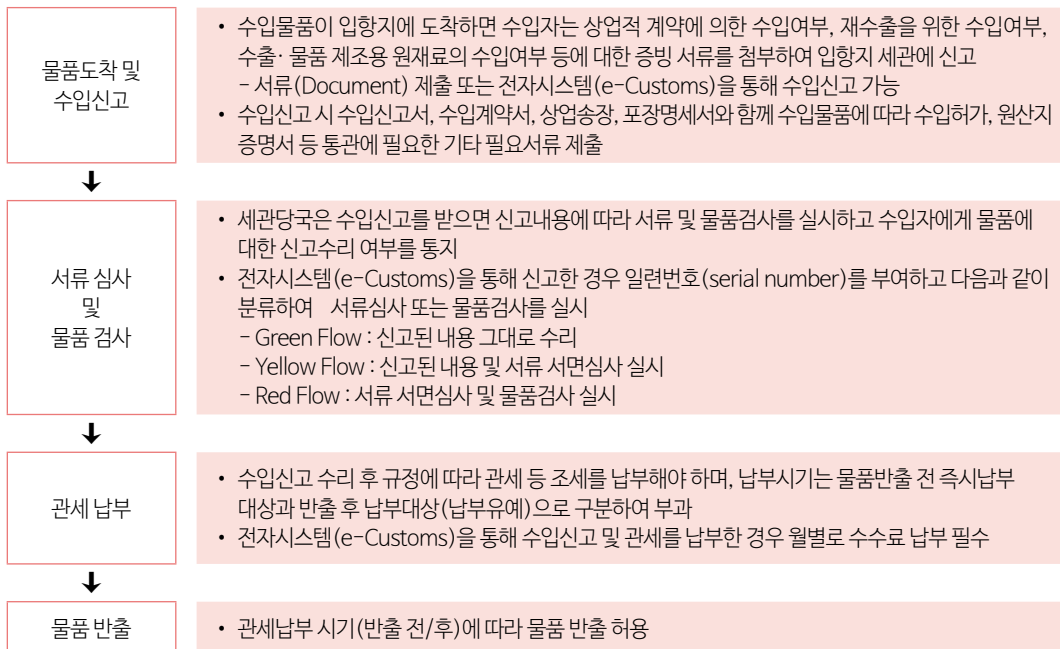 물품도착 및
수입신고
• 수입물품이 입항지에 도착하면 수입자는 상업적 계약에 의한 수입여부, 재수출을 위한 수입여부,
수출· 물품 제조용 원재료의 수입여부 등에 대한 증빙 서류를 첨부하여 입항지 세관에 신고
- 서류(Document) 제출 또는 전자시스템(e-Customs)을 통해 수입신고 가능
• 수입신고 시 수입신고서, 수입계약서, 상업송장, 포장명세서와 함께 수입물품에 따라 수입허가, 원산지
증명서 등 통관에 필요한 기타 필요서류 제출
↓
서류 심사
및
물품 검사
• 세관당국은 수입신고를 받으면 신고내용에 따라 서류 및 물품검사를 실시하고 수입자에게 물품에
대한 신고수리 여부를 통지
• 전자시스템(e-Customs)을 통해 신고한 경우 일련번호(serial number)를 부여하고 다음과 같이
분류하여 서류심사 또는 물품검사를 실시
- Green Flow : 신고된 내용 그대로 수리
- Yellow Flow : 신고된 내용 및 서류 서면심사 실시
- Red Flow : 서류 서면심사 및 물품검사 실시
↓
관세 납부
• 수입신고 수리 후 규정에 따라 관세 등 조세를 납부해야 하며, 납부시기는 물품반출 전 즉시납부
대상과 반출 후 납부대상(납부유예)으로 구분하여 부과
• 전자시스템(e-Customs)을 통해 수입신고 및 관세를 납부한 경우 월별로 수수료 납부 필수
↓
물품 반출
• 관세납부 시기(반출 전/후)에 따라 물품 반출 허용